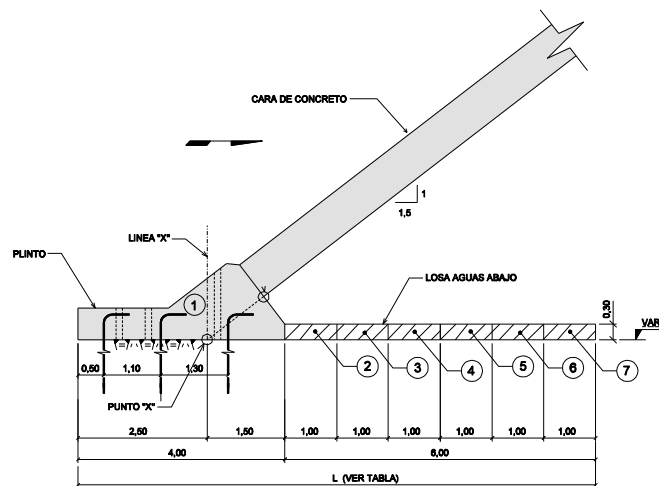 CARA DE CONCRETO
1
1,5
LINEA "X"
PLINTO
1
Y
LOSA AGUAS ABAJO
0,30
VAR
2
3
4
5
6
7
0,50
1,10
1,30
PUNTO "X"
1,00
1,00
1,00
1,00
1,00
1,00
2,50
1,50
4,00
6,00
L (VER TABLA)